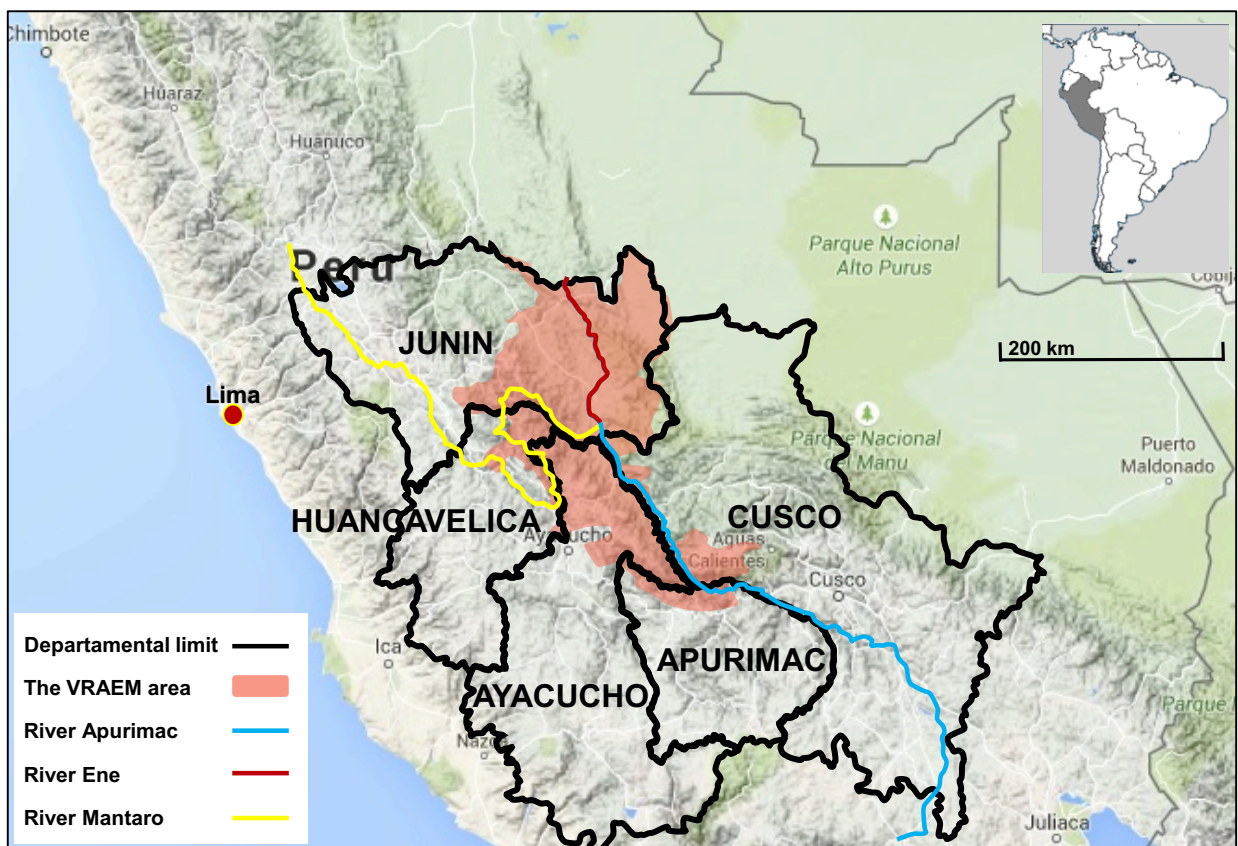 Chimbote
Huaraz
Huanuco
Parque Nacional
Alto Purus
Cobija
Peru
JUNIN
200 km
Lima
Parque Nacional
del Manu
Puerto
Maldonado
HUANCAVELICA
CUSCO
Ayacucho
Aguas
Calientes
Cusco
Departamental limit
The VRAEM area
River Apurimac
River Ene
River Mantaro
Ica
APURIMAC
AYACUCHO
Parque
Nazca
Juliaca